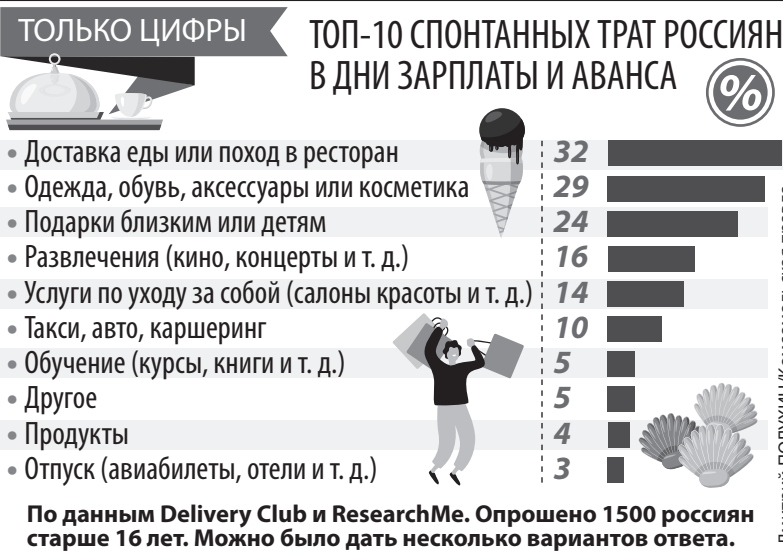 ТОЛЬКО ЦИФРЫ
ТОП-10 СПОНТАННЫХ ТРАТ РОССИЯН
В ДНИ ЗАРПЛАТЫ И АВАНСА
%
• Доставка еды или поход в ресторан 32
• Одежда, обувь, аксессуары или косметика 29
• Подарки близким или детям 24
• Развлечения (кино, концерты и т. д.) 16
• Услуги по уходу за собой (салоны красоты и т. д.) 14
• Такси, авто, каршеринг 10
• Обучение (курсы, книги и т. д.) 5
• Другое 5
• Продукты 4
• Отпуск (авиабилеты, отели и т. д.) 3
По данным Delivery Club и ResearchMe. Опрошено 1500 россиян
старше 16 лет. Можно было дать несколько вариантов ответа.